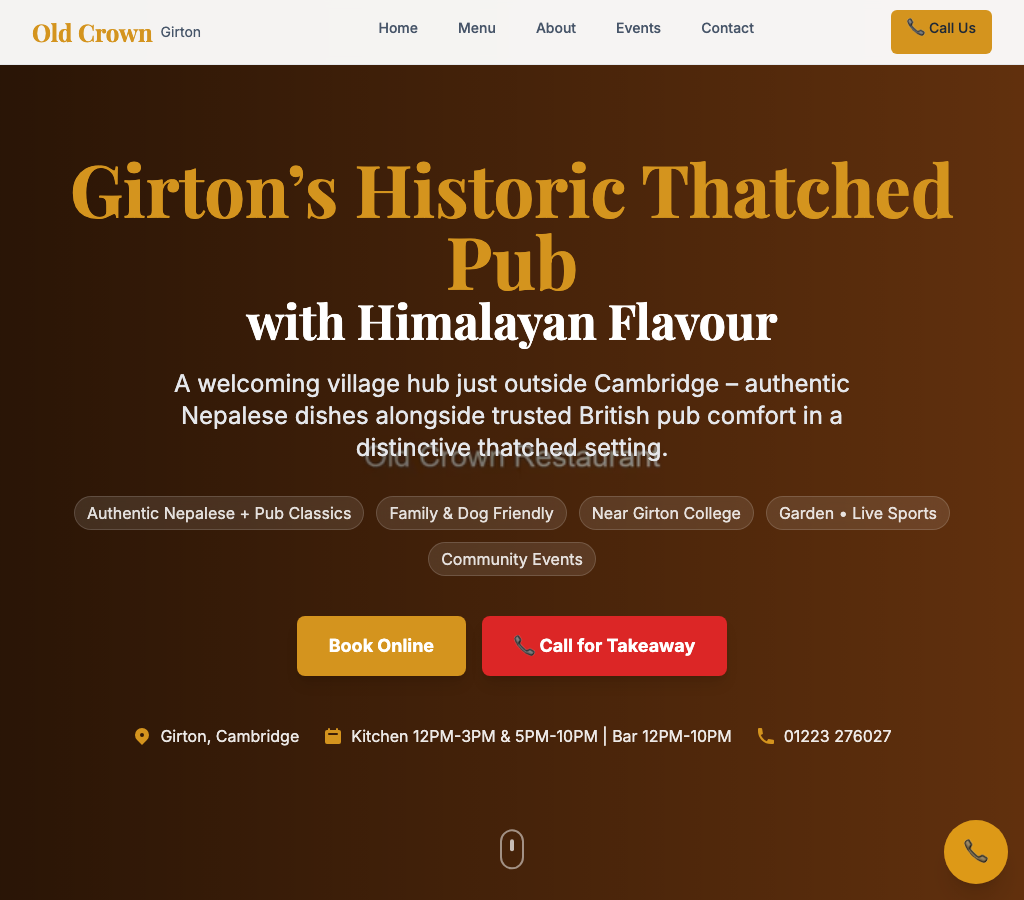 Old Crown Girton
Home Menu About Events Contact
📞 Call Us
Girton’s Historic Thatched
Pub
with Himalayan Flavour
A welcoming village hub just outside Cambridge – authentic
Nepalese dishes alongside trusted British pub comfort in a
distinctive thatched setting.
Old Crown Restaurant
Authentic Nepalese + Pub Classics
Family & Dog Friendly
Near Girton College
Garden • Live Sports
Community Events
Book Online
📞 Call for Takeaway
Girton, Cambridge
Kitchen 12PM-3PM & 5PM-10PM | Bar 12PM-10PM
01223 276027